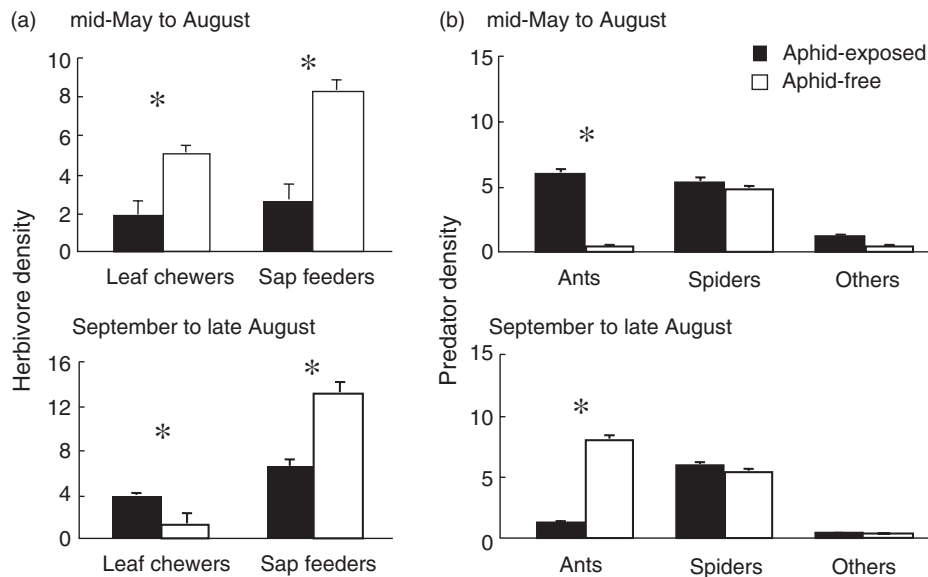 (a) mid-May to August
10
8
6
4
2
0
*
*
Leaf chewers Sap feeders
Herbivore density
September to late August
16
12
8
4
0
*
*
Leaf chewers Sap feeders
(b) mid-May to August
15
10
5
0
Aphid-exposed
Aphid-free
*
Ants Spiders Others
Predator density
September to late August
15
10
5
0
*
Ants Spiders Others